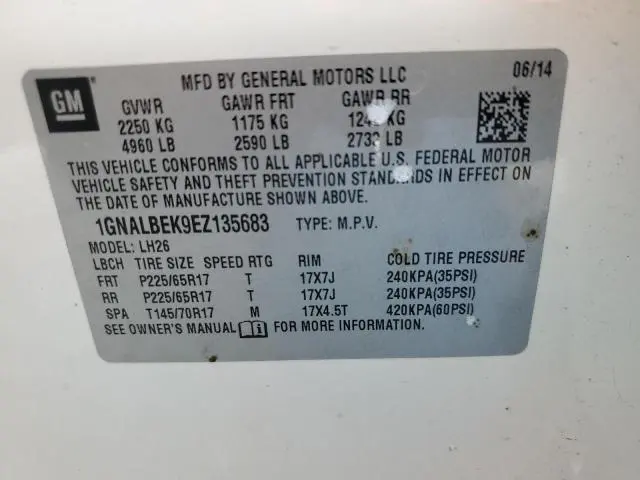 GM
MFD BY GENERAL MOTORS LLC 06/14
GVWR GAWR FRT GAWR RR
2250 KG 1175 KG KG
4960 LB 2590 LB LB
THIS VEHICLE CONFORMS TO ALL APPLICABLE U.S. FEDERAL MOTOR
VEHICLE SAFETY AND THEFT PREVENTION STANDARDS IN EFFECT ON
THE DATE OF MANUFACTURE SHOWN ABOVE.
1GNALBEK9EZ135683 TYPE: M.P.V.
MODEL: LH26
LBCH TIRE SIZE SPEED RTG RIM COLD TIRE PRESSURE
FRT P225/65R17 T 17X7J 240KPA(35PSI)
RR P225/65R17 T 17X7J 240KPA(35PSI)
SPA T145/70R17 M 17X4.5T 420KPA(60PSI)
SEE OWNER'S MANUAL FOR MORE INFORMATION.